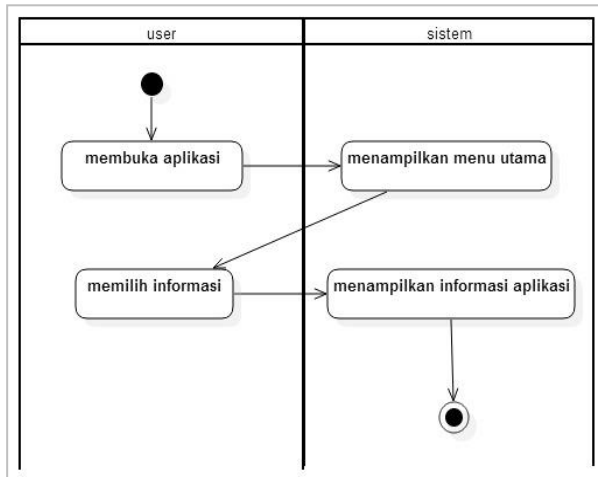 user
sistem
membuka aplikasi
menampilkan menu utama
memilih informasi
menampilkan informasi aplikasi